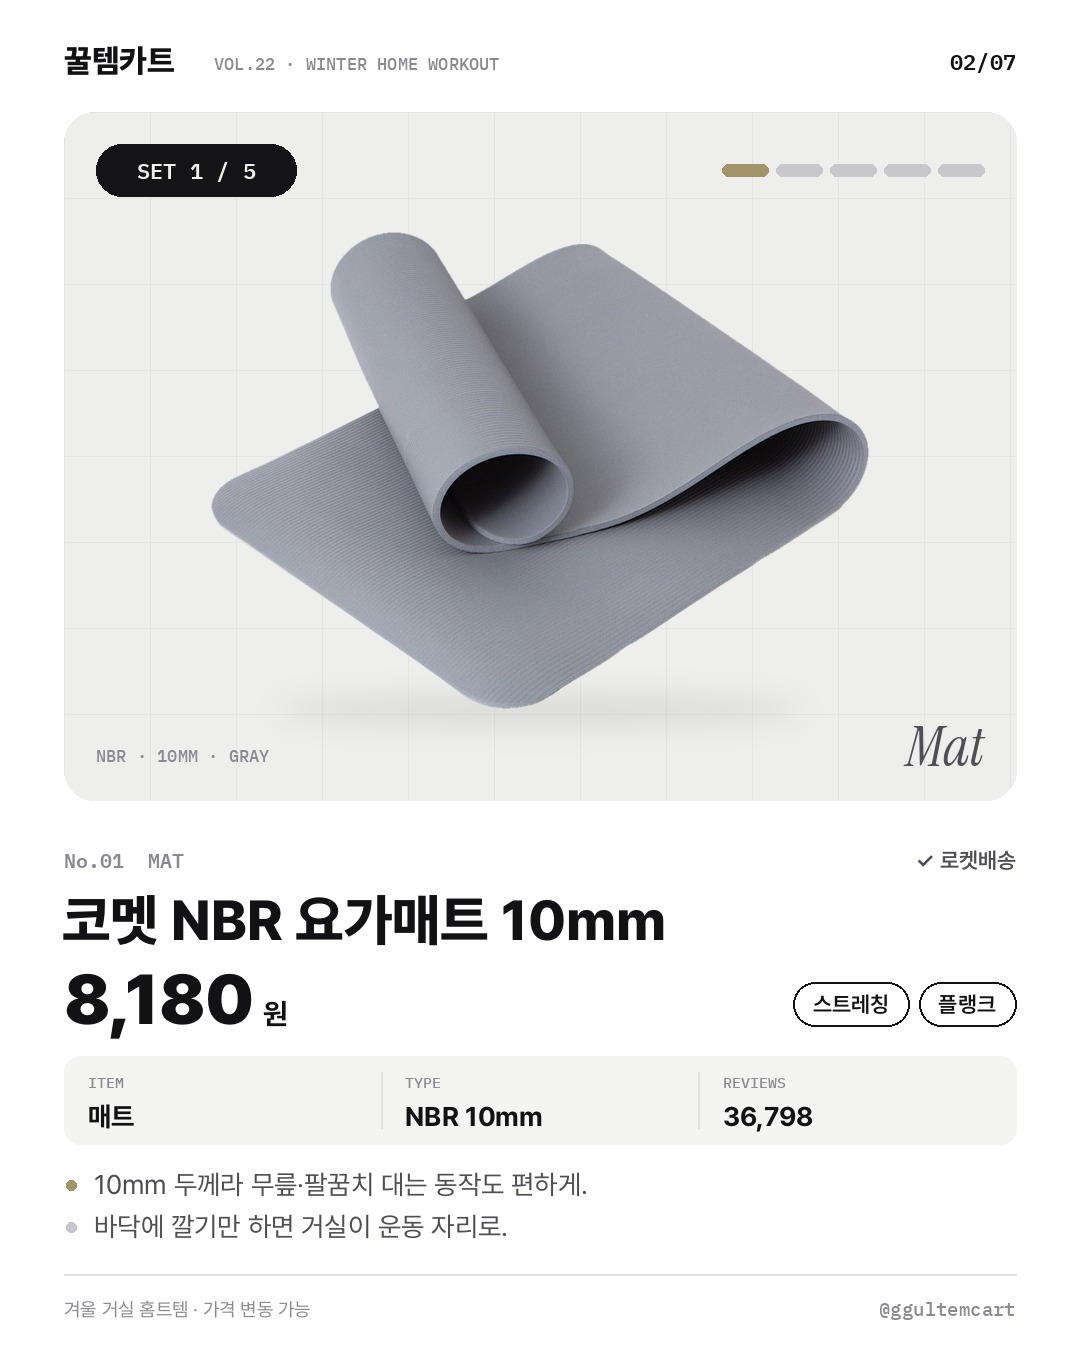 꿀템카트 VOL.22 · WINTER HOME WORKOUT 02/07
SET 1 / 5
NBR · 10MM · GRAY
Mat
No.01 MAT ✓ 로켓배송
코멧 NBR 요가매트 10mm
8,180 원 스트레칭 플랭크
ITEM TYPE REVIEWS
매트 NBR 10mm 36,798
10mm 두께라 무릎·팔꿈치 대는 동작도 편하게.
바닥에 깔기만 하면 거실이 운동 자리로.
겨울 거실 홈트템 · 가격 변동 가능 @ggultemcart